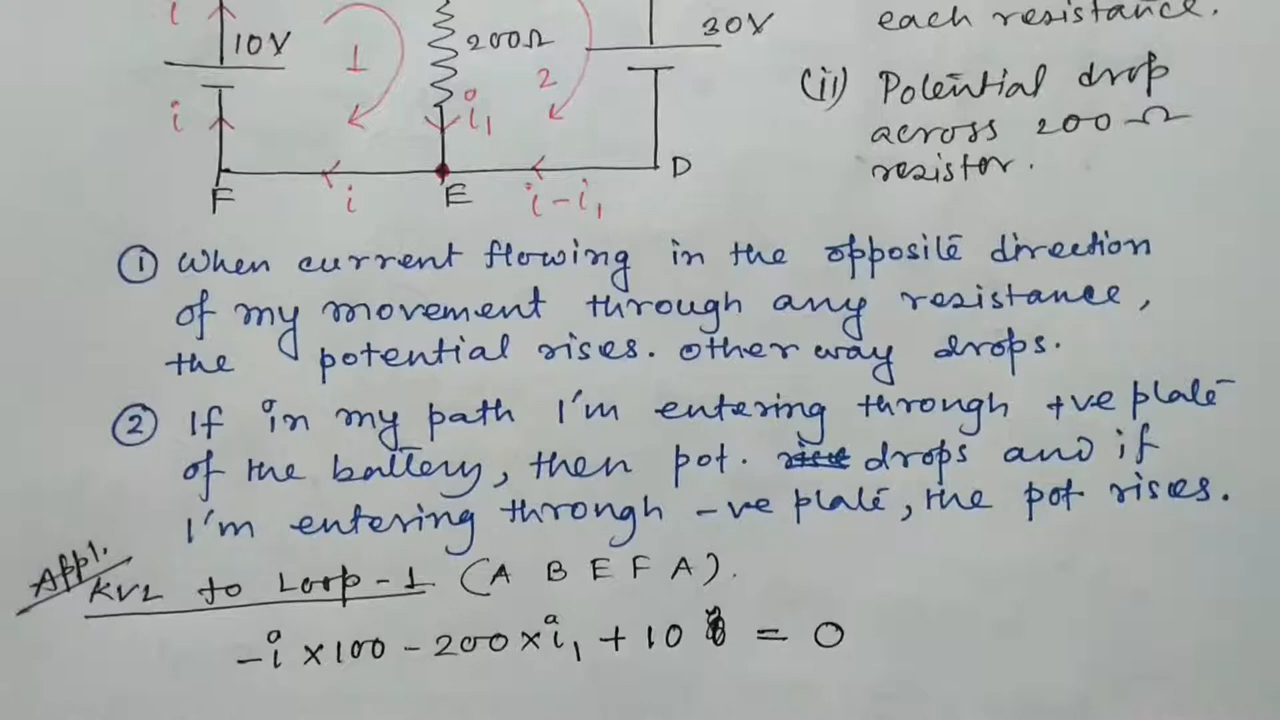 each resistance.
i
10V
1
200Ω
30V
2
(ii) Potential drop
across 200-Ω
resistor.
i
i1
F
i
E
i-i1
D
① When current flowing in the opposite direction
of my movement through any resistance,
the potential rises. other way drops.
② If in my path I'm entering through +ve plate
of the battery, then pot. drops and if
I'm entering through -ve plate, the pot rises.
Appl.
KVL to Loop-1 (A B E F A).
-i×100-200×i1+10 = 0